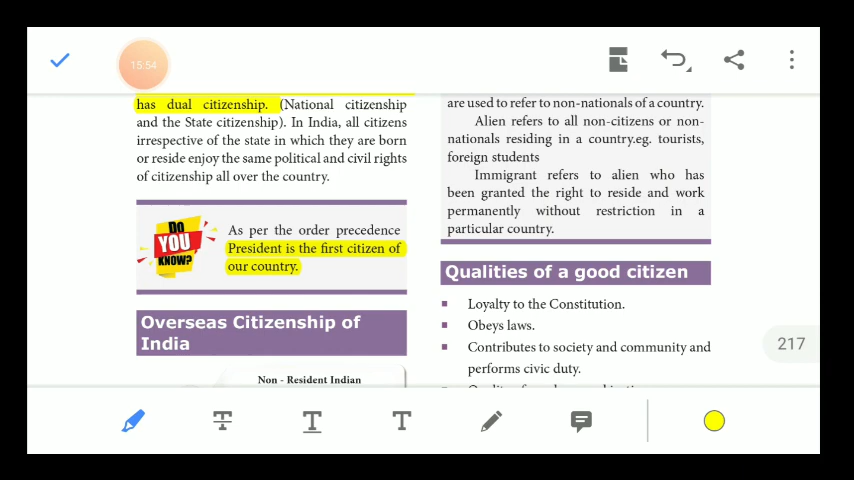 15:54
has dual citizenship. (National citizenship
and the State citizenship). In India, all citizens
irrespective of the state in which they are born
or reside enjoy the same political and civil rights
of citizenship all over the country.
DO
YOU
KNOW?
As per the order precedence
President is the first citizen of
our country.
Overseas Citizenship of
India
Non - Resident Indian
are used to refer to non-nationals of a country.
Alien refers to all non-citizens or non-
nationals residing in a country.eg. tourists,
foreign students
Immigrant refers to alien who has
been granted the right to reside and work
permanently without restriction in a
particular country.
Qualities of a good citizen
Loyalty to the Constitution.
Obeys laws.
Contributes to society and community and
performs civic duty.
217
T
T
T